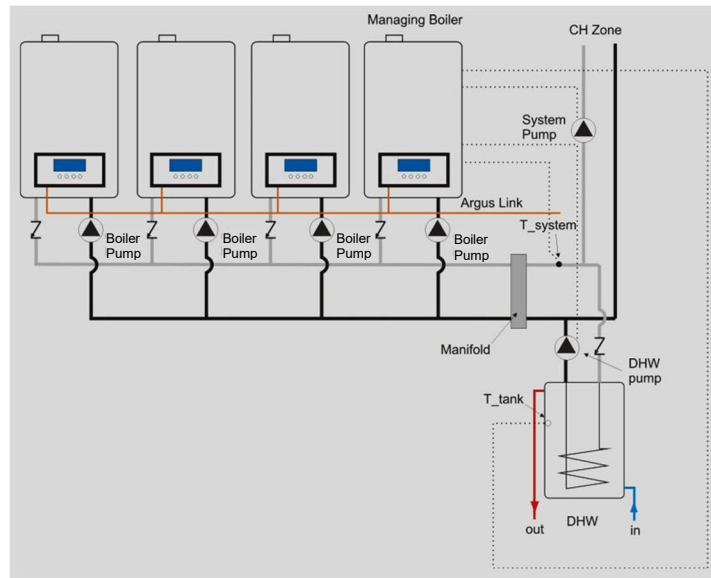 Managing Boiler
CH Zone
System
Pump
Argus Link
T_system
Boiler
Pump
Boiler
Pump
Boiler
Pump
Boiler
Pump
Manifold
DHW
pump
T_tank
out
DHW
in